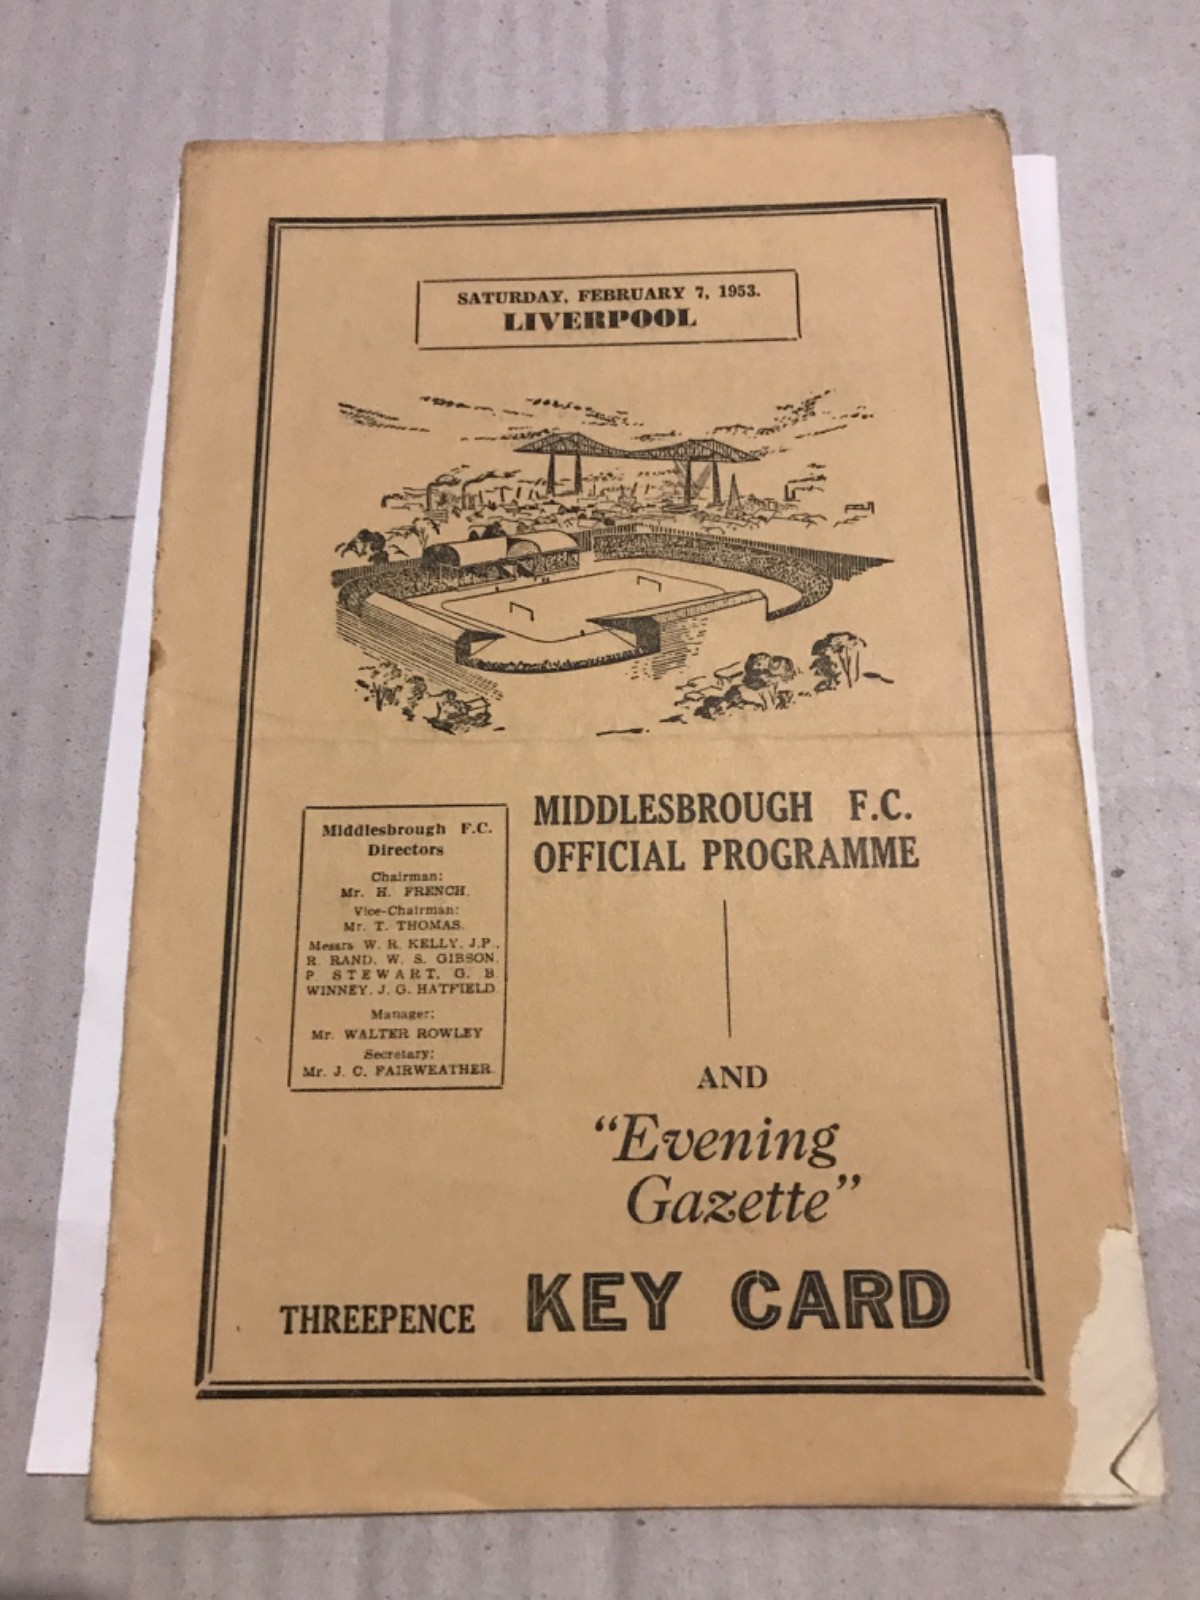 SATURDAY, FEBRUARY 7, 1953.
LIVERPOOL
MIDDLESBROUGH F.C.
OFFICIAL PROGRAMME
Middlesbrough F.C.
Directors
Chairman:
Mr. H. FRENCH.
Vice-Chairman:
Mr. T. THOMAS.
Messrs W. R. KELLY, J.P.,
R. RAND, W. S. GIBSON,
P. STEWART, G. B.
WINNEY, J. G. HATFIELD
Manager:
Mr. WALTER ROWLEY
Secretary:
Mr. J. C. FAIRWEATHER.
AND
"Evening
Gazette"
THREEPENCE KEY CARD